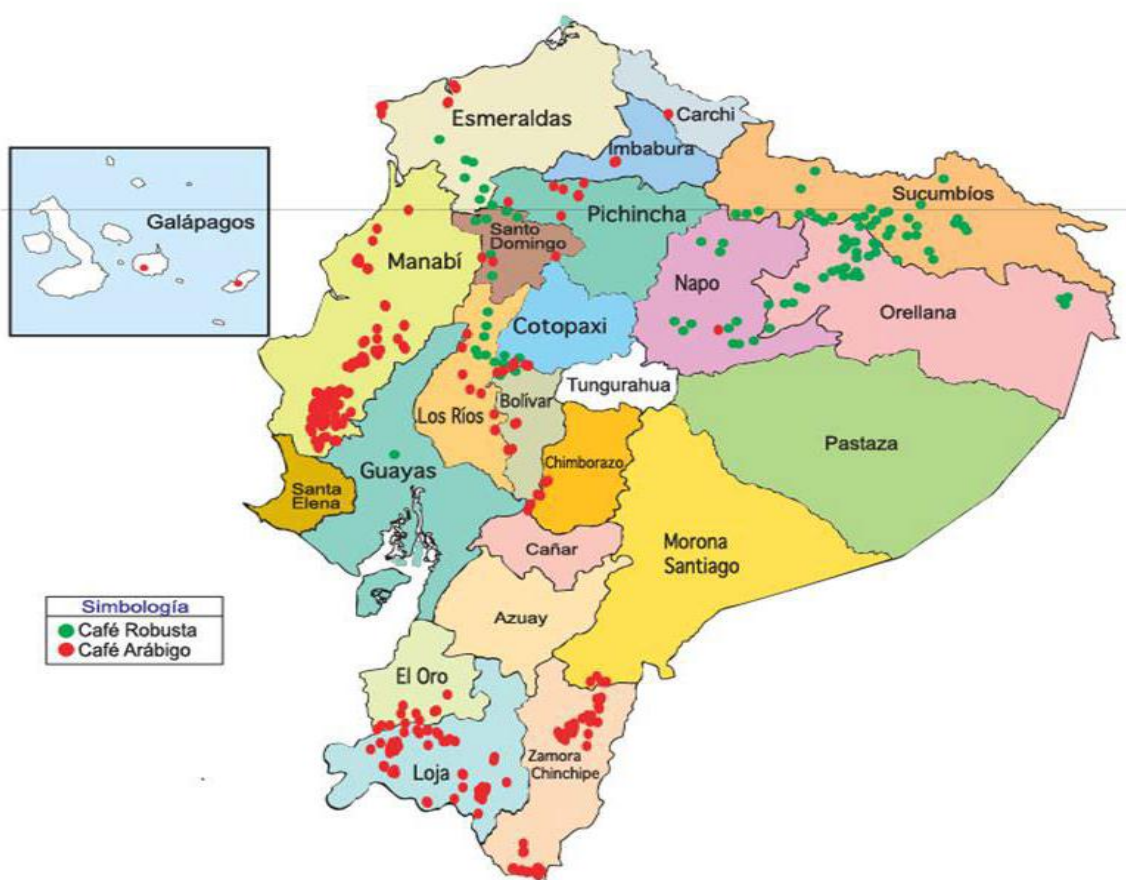 Esmeraldas
Carchi
Imbabura
Sucumbíos
Galápagos
Pichincha
Santo
Domingo
Manabí
Napo
Orellana
Cotopaxi
Tungurahua
Bolívar
Los Ríos
Pastaza
Chimborazo
Guayas
Santa
Elena
Morona
Santiago
Cañar
Azuay
Simbología
Café Robusta
Café Arábigo
El Oro
Zamora
Chinchipe
Loja